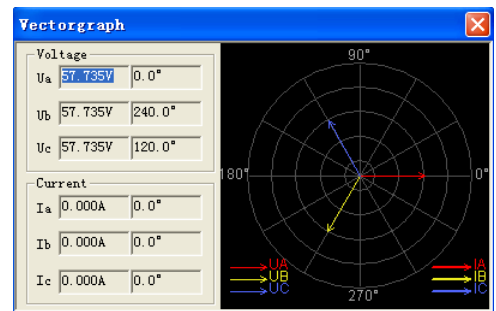 Vectorgraph
Voltage
Ua 57.735V 0.0°
Ub 57.735V 240.0°
Uc 57.735V 120.0°
Current
Ia 0.000A 0.0°
Ib 0.000A 0.0°
Ic 0.000A 0.0°
90°
180°
0°
270°
UA
UB
UC
IA
IB
IC